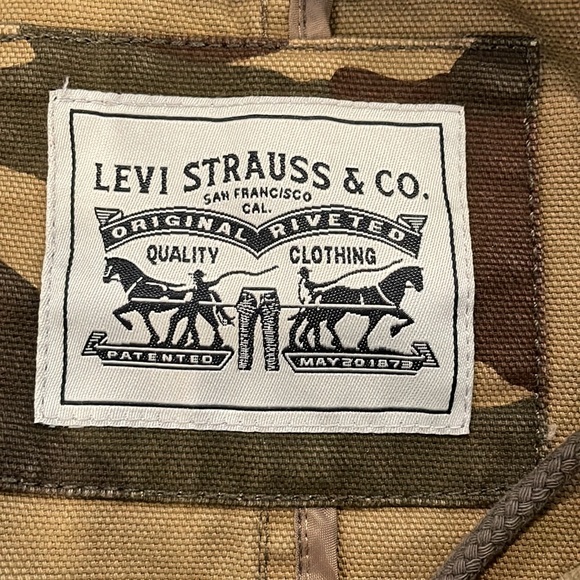 LEVI STRAUSS & CO.
SAN FRANCISCO
CAL.
ORIGINAL RIVETED
QUALITY CLOTHING
PATENTED MAY 20 1873